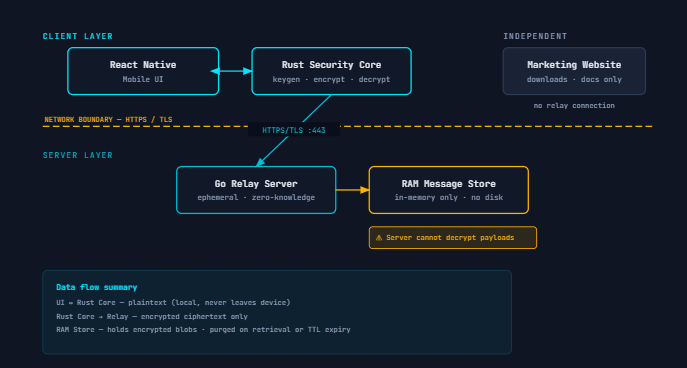 CLIENT LAYER
INDEPENDENT
React Native
Mobile UI
Rust Security Core
keygen · encrypt · decrypt
Marketing Website
downloads · docs only
no relay connection
NETWORK BOUNDARY — HTTPS / TLS
HTTPS/TLS :443
SERVER LAYER
Go Relay Server
ephemeral · zero-knowledge
RAM Message Store
in-memory only · no disk
⚠ Server cannot decrypt payloads
Data flow summary
UI ↔ Rust Core — plaintext (local, never leaves device)
Rust Core → Relay — encrypted ciphertext only
RAM Store — holds encrypted blobs · purged on retrieval or TTL expiry